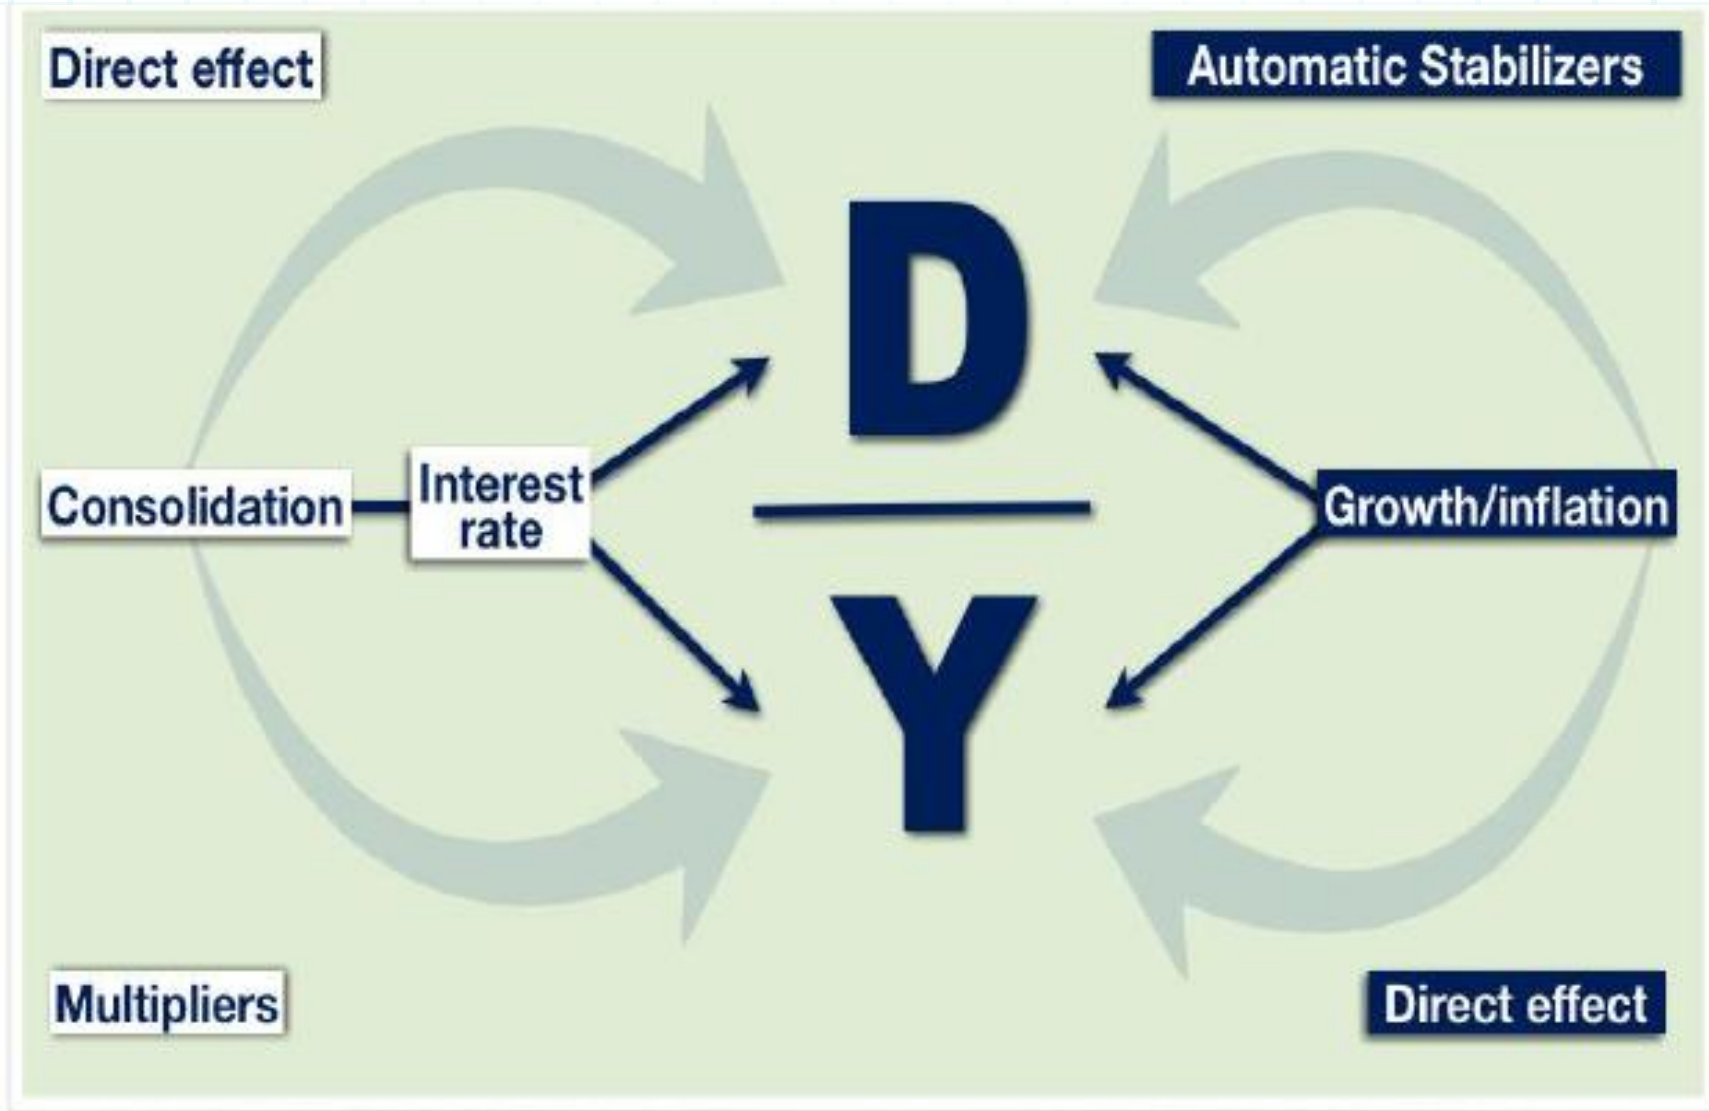 Direct effect
Automatic Stabilizers
D
Consolidation
Interest
rate
Growth/inflation
Y
Multipliers
Direct effect